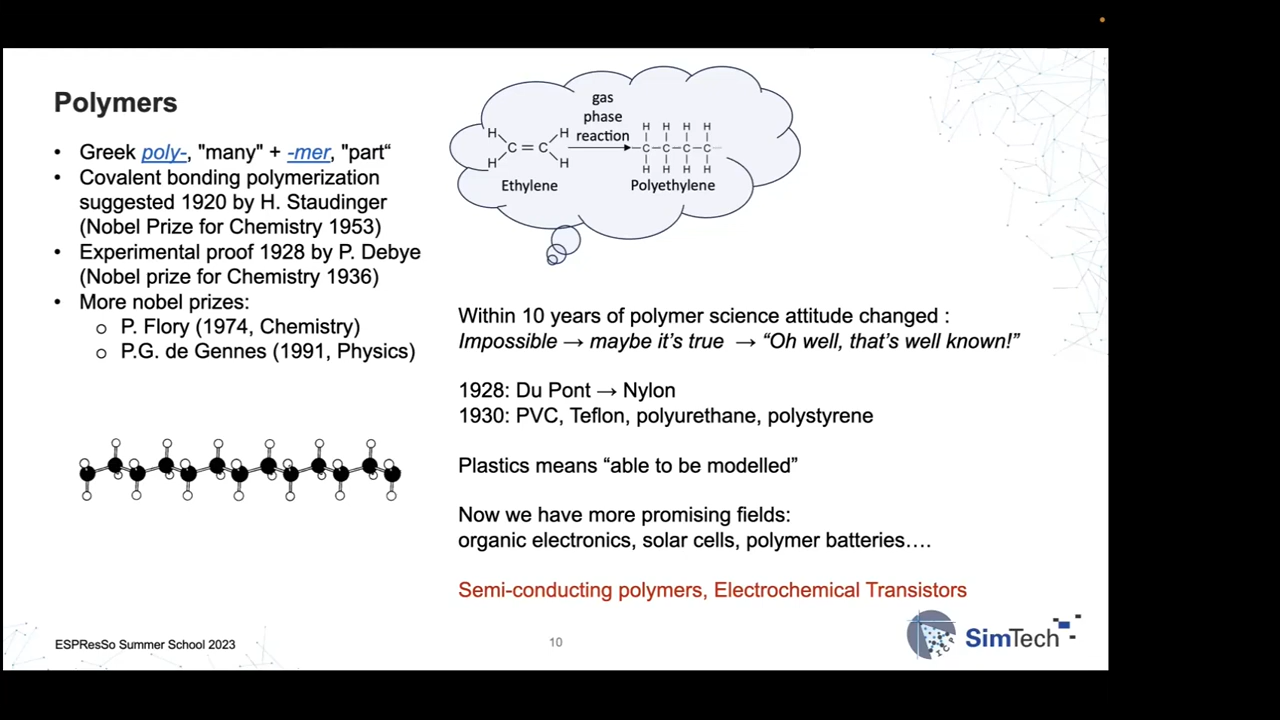 Polymers
• Greek poly-, "many" + -mer, "part“
• Covalent bonding polymerization
suggested 1920 by H. Staudinger
(Nobel Prize for Chemistry 1953)
• Experimental proof 1928 by P. Debye
(Nobel prize for Chemistry 1936)
• More nobel prizes:
o P. Flory (1974, Chemistry)
o P.G. de Gennes (1991, Physics)
gas
phase
reaction
H H
C = C
H H
Ethylene
H H H H
C C C C
H H H H
Polyethylene
Within 10 years of polymer science attitude changed :
Impossible → maybe it’s true → “Oh well, that’s well known!”
1928: Du Pont → Nylon
1930: PVC, Teflon, polyurethane, polystyrene
Plastics means “able to be modelled”
Now we have more promising fields:
organic electronics, solar cells, polymer batteries….
Semi-conducting polymers, Electrochemical Transistors
ESPResSo Summer School 2023
10
ICP
SimTech